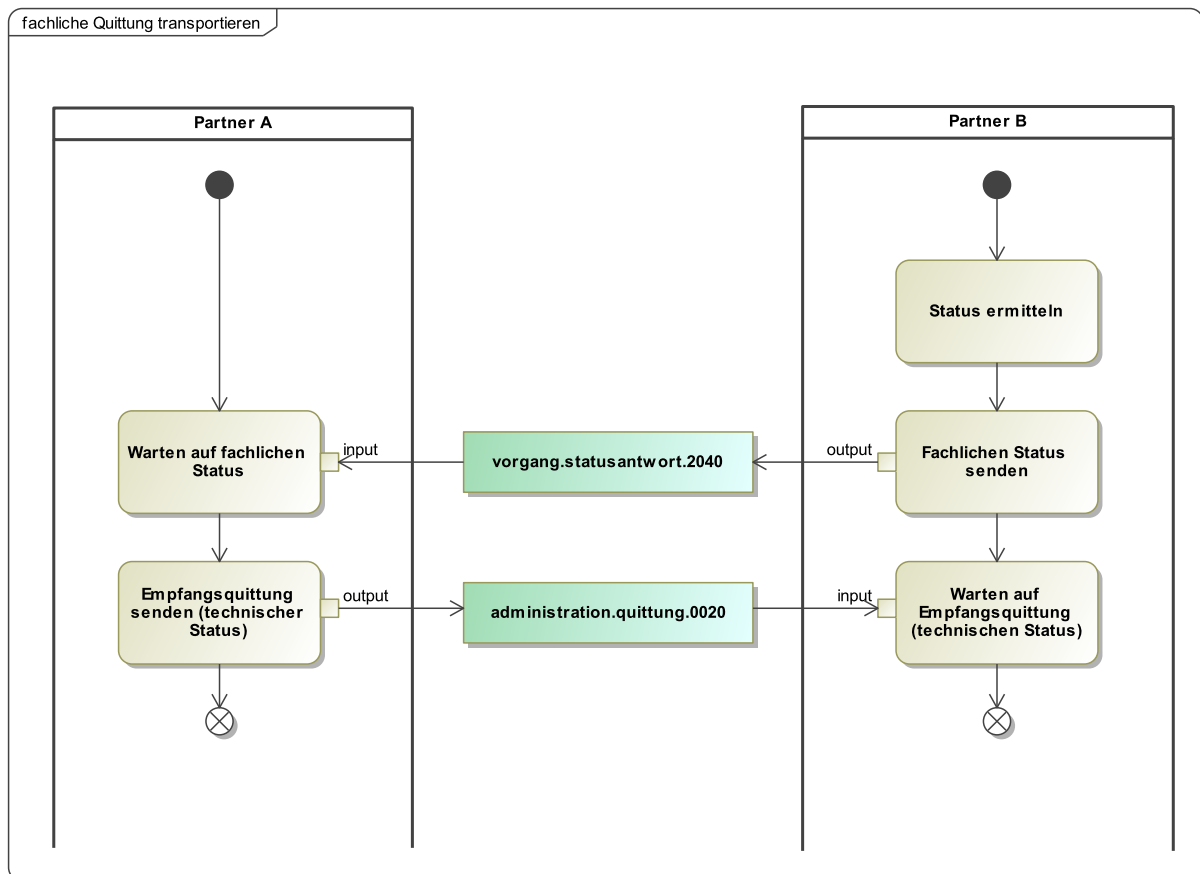 fachliche Quittung transportieren
Partner A
Partner B
Status ermitteln
Warten auf fachlichen
Status
input
vorgang.statusantwort.2040
output
Fachlichen Status
senden
Empfangsquittung
senden (technischer
Status)
output
administration.quittung.0020
input
Warten auf
Empfangsquittung
(technischen Status)